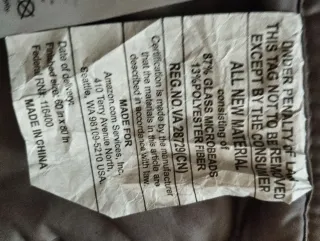 UNDER PENALTY OF LAW
THIS TAG NOT TO BE REMOVED
EXCEPT BY THE CONSUMER
ALL NEW MATERIAL
consisting of
87% GLASS MICROBEADS
13% POLYESTER FIBER
REG.NO.VA 28729(CN)
Certification is made by the manufacturer
that the materials in this article are
described in accordance with law.
MADE FOR
Amazon.com Services, Inc.
410 Terry Avenue North
Seattle, WA 98109-5210 USA
Date of delivery:
Finished size: 60 in x 80 in
Federal RN# 116400
MADE IN CHINA